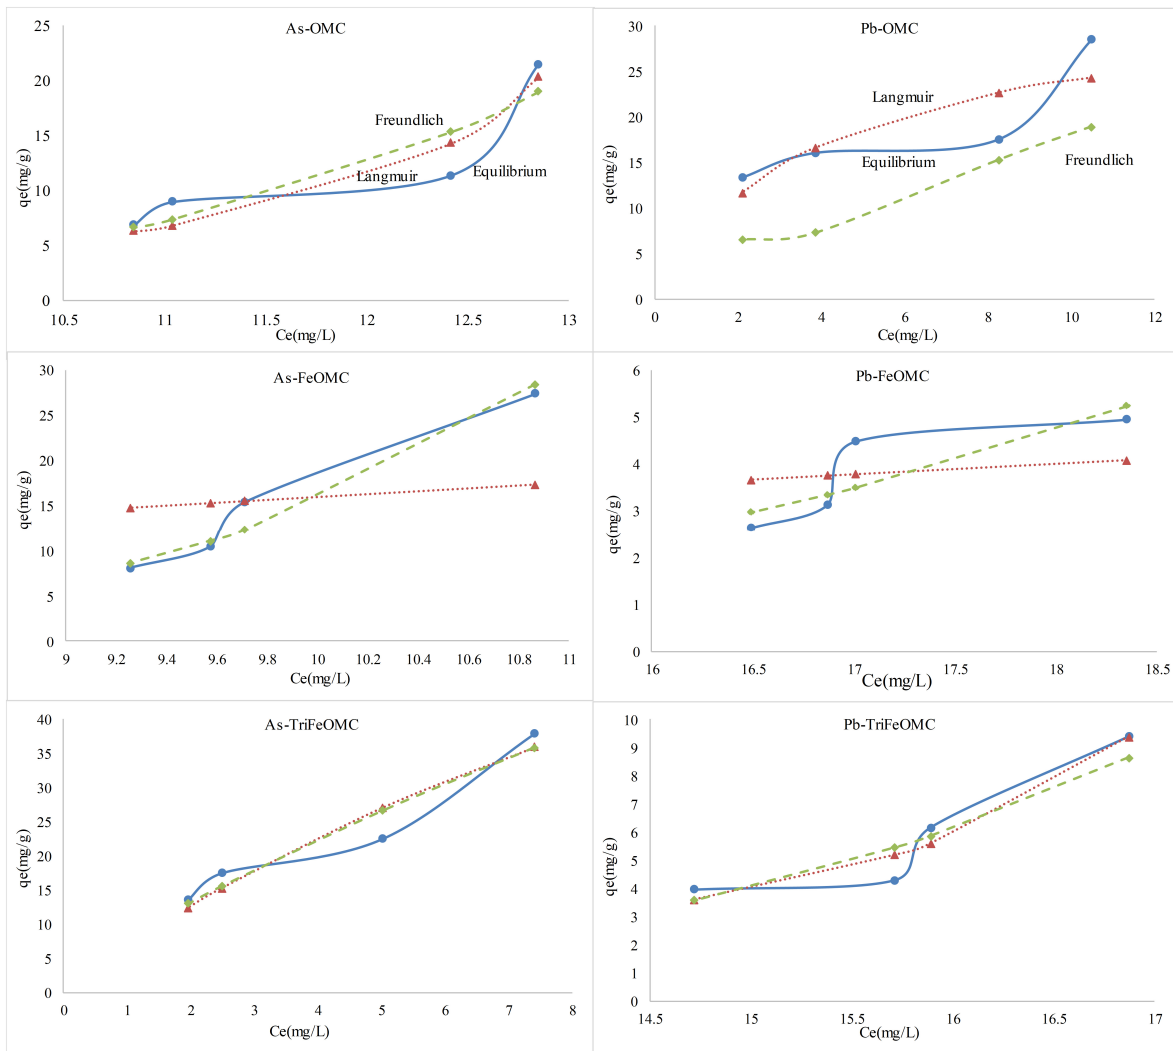 As-OMC
25
20
15
10
5
0
qe(mg/g)
Freundlich
Langmuir
Equilibrium
10.5 11 11.5 12 12.5 13
Ce(mg/L)
Pb-OMC
30
25
20
15
10
5
0
qe(mg/g)
Langmuir
Equilibrium
Freundlich
0 2 4 6 8 10 12
Ce(mg/L)
As-FeOMC
30
25
20
15
10
5
0
qe(mg/g)
9 9.2 9.4 9.6 9.8 10 10.2 10.4 10.6 10.8 11
Ce(mg/L)
Pb-FeOMC
6
5
4
3
2
1
0
qe(mg/g)
16 16.5 17 17.5 18 18.5
Ce(mg/L)
As-TriFeOMC
40
35
30
25
20
15
10
5
0
qe(mg/g)
0 1 2 3 4 5 6 7 8
Ce(mg/L)
Pb-TriFeOMC
10
9
8
7
6
5
4
3
2
1
0
qe(mg/g)
14.5 15 15.5 16 16.5 17
Ce(mg/L)